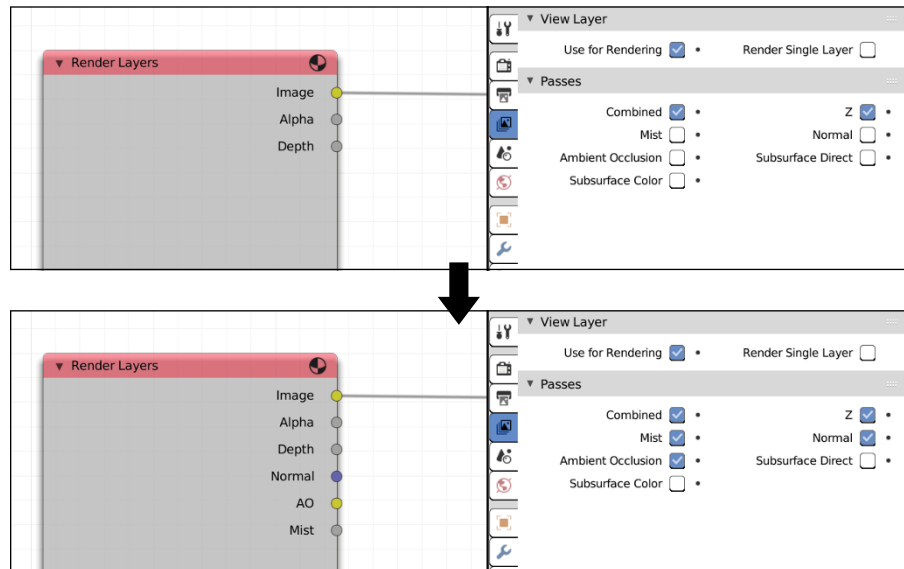 View Layer
Use for Rendering Render Single Layer
Passes
Combined Z
Mist Normal
Ambient Occlusion Subsurface Direct
Subsurface Color
Render Layers
Image
Alpha
Depth
View Layer
Use for Rendering Render Single Layer
Passes
Combined Z
Mist Normal
Ambient Occlusion Subsurface Direct
Subsurface Color
Render Layers
Image
Alpha
Depth
Normal
AO
Mist